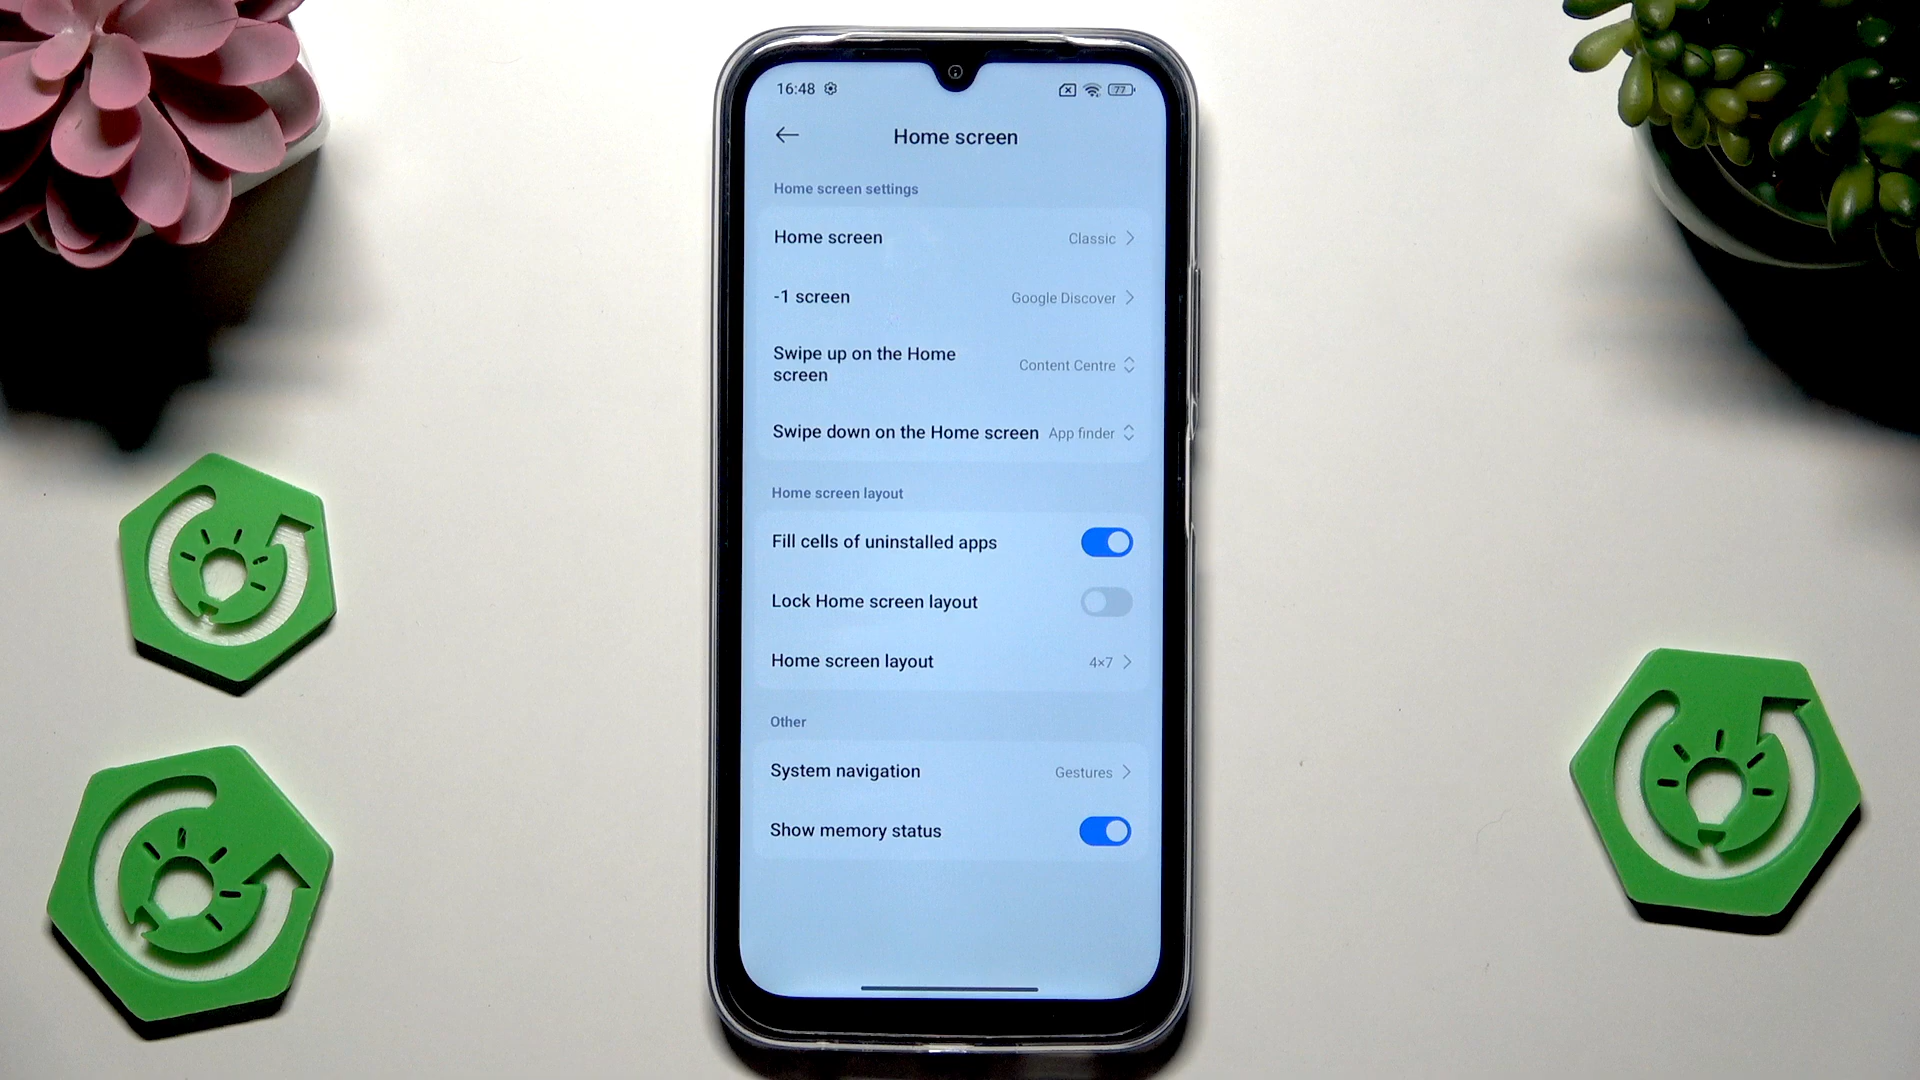 16:48 77
Home screen
Home screen settings
Home screen Classic
-1 screen Google Discover
Swipe up on the Home
screen Content Centre
Swipe down on the Home screen App finder
Home screen layout
Fill cells of uninstalled apps
Lock Home screen layout
Home screen layout 4×7
Other
System navigation Gestures
Show memory status